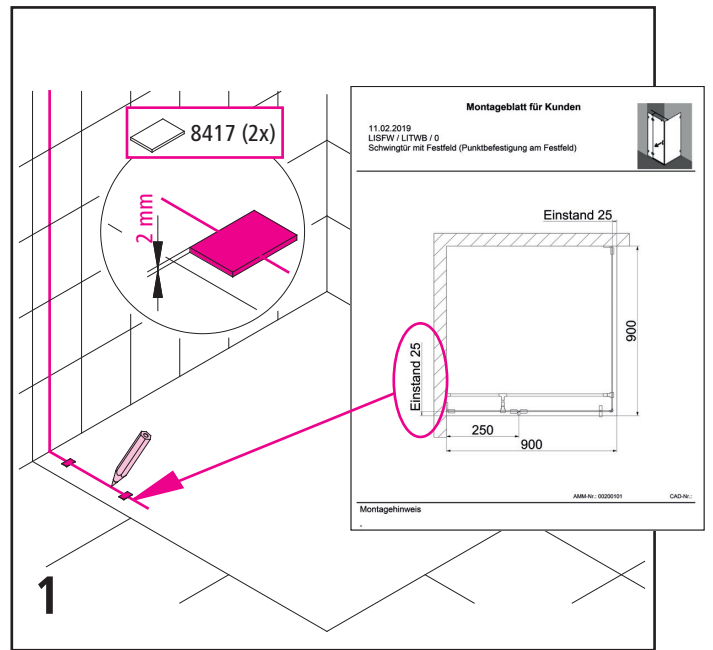 8417 (2x)
2 mm
Montageblatt für Kunden
11.02.2019
LISFW / LITWB / 0
Schwingtür mit Festfeld (Punktbefestigung am Festfeld)
Einstand 25
900
Einstand 25
250
900
AMM-Nr.: 00200101
CAD-Nr.:
Montagehinweis
.
1